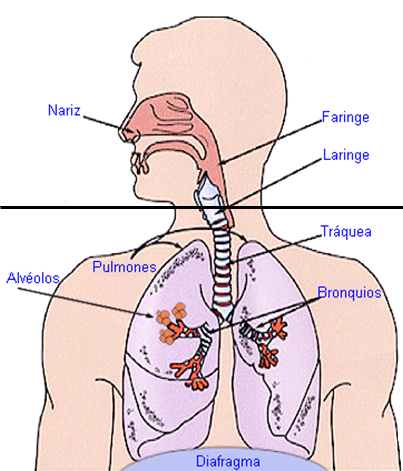 Nariz
Faringe
Laringe
Tráquea
Pulmones
Alvéolos
Bronquios
Diafragma